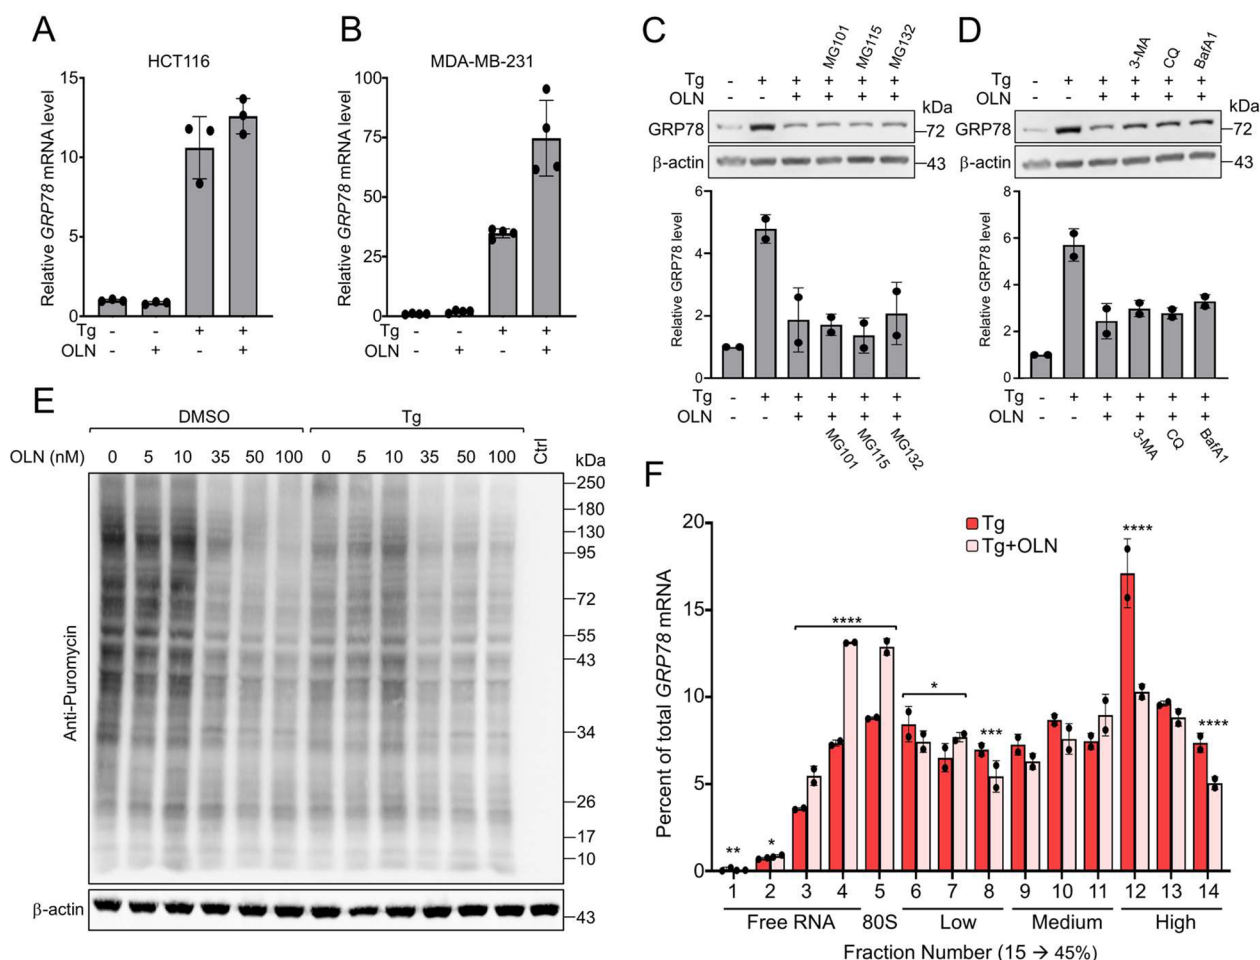 A
HCT116
Relative GRP78 mRNA level
15
10
5
0
Tg - - + +
OLN - + - +
B
MDA-MB-231
Relative GRP78 mRNA level
100
75
50
25
0
Tg - - + +
OLN - + - +
C
MG101
MG115
MG132
Tg - + + + + +
OLN - - + + + +
kDa
GRP78
72
β-actin
43
Relative GRP78 level
6
4
2
0
Tg - + + + + +
OLN - - + + + +
MG101
MG115
MG132
D
3-MA
CQ
BafA1
Tg - + + + + +
OLN - - + + + +
kDa
GRP78
72
β-actin
43
Relative GRP78 level
8
6
4
2
0
Tg - + + + + +
OLN - - + + + +
3-MA
CQ
BafA1
E
DMSO Tg
OLN (nM) 0 5 10 35 50 100 0 5 10 35 50 100 Ctrl
kDa
250
180
130
95
72
55
43
34
26
17
10
Anti-Puromycin
β-actin
43
F
Percent of total GRP78 mRNA
20
15
10
5
0
Tg
Tg+OLN
**
*
****
*
***
****
****
1 2 3 4 5 6 7 8 9 10 11 12 13 14
Free RNA 80S Low Medium High
Fraction Number (15 → 45%)